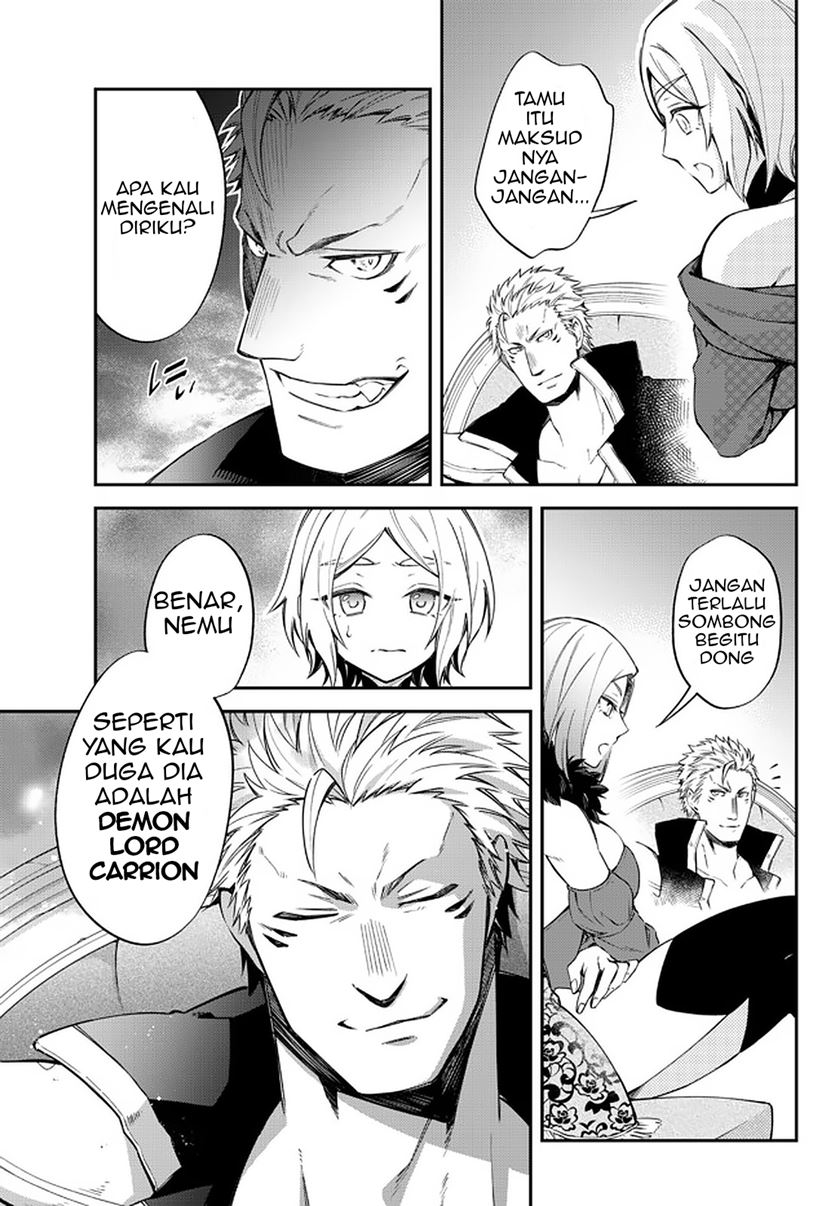 TAMU
ITU
MAKSUD
NYA
JANGAN-
JANGAN...
APA KAU
MENGENALI
DIRIKU?
JANGAN
TERLALU
SOMBONG
BEGITU
DONG
BENAR,
NEMU
SEPERTI
YANG KAU
DUGA DIA
ADALAH
DEMON
LORD
CARRION